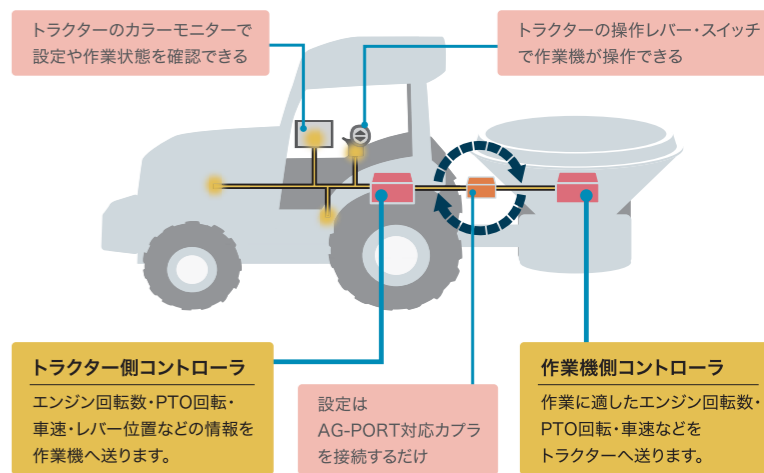 トラクターのカラーモニターで
設定や作業状態を確認できる
トラクターの操作レバー・スイッチ
で作業機が操作できる
トラクター側コントローラ
エンジン回転数・PTO回転・
車速・レバー位置などの情報を
作業機へ送ります。
設定は
AG-PORT対応カプラ
を接続するだけ
作業機側コントローラ
作業に適したエンジン回転数・
PTO回転・車速などを
トラクターへ送ります。